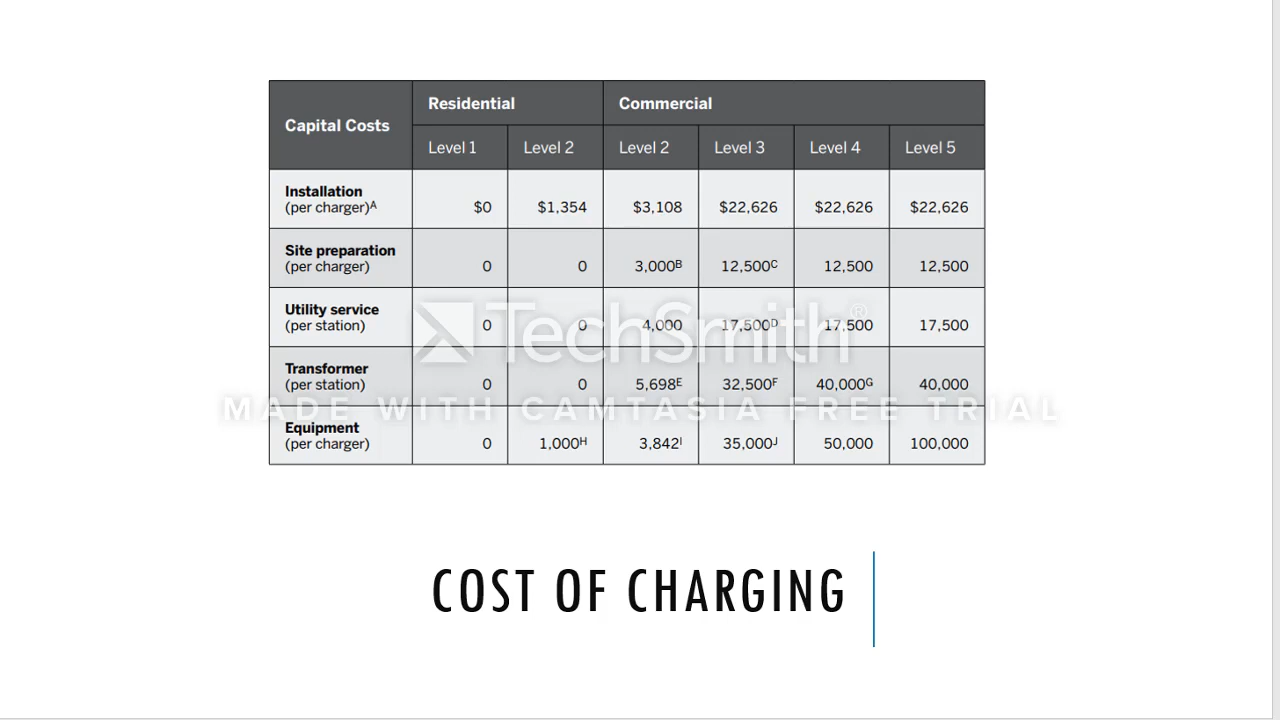 Capital Costs Residential Commercial
Level 1 Level 2 Level 2 Level 3 Level 4 Level 5
Installation
(per charger)ᴬ $0 $1,354 $3,108 $22,626 $22,626 $22,626
Site preparation
(per charger) 0 0 3,000ᴮ 12,500ᶜ 12,500 12,500
Utility service
(per station) 0 0 4,000 17,500ᴰ 17,500 17,500
Transformer
(per station) 0 0 5,698ᴱ 32,500ꟳ 40,000ᴳ 40,000
Equipment
(per charger) 0 1,000ᴴ 3,842ᴵ 35,000ᴶ 50,000 100,000
TechSmith®
MADE WITH CAMTASIA FREE TRIAL
COST OF CHARGING